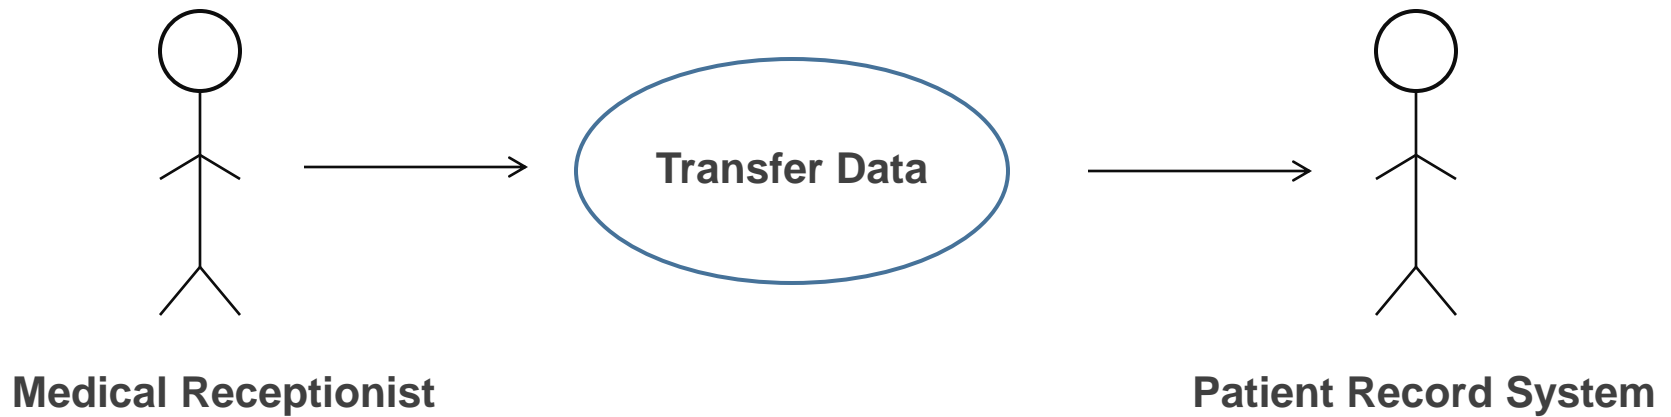 Transfer Data
Medical Receptionist
Patient Record System